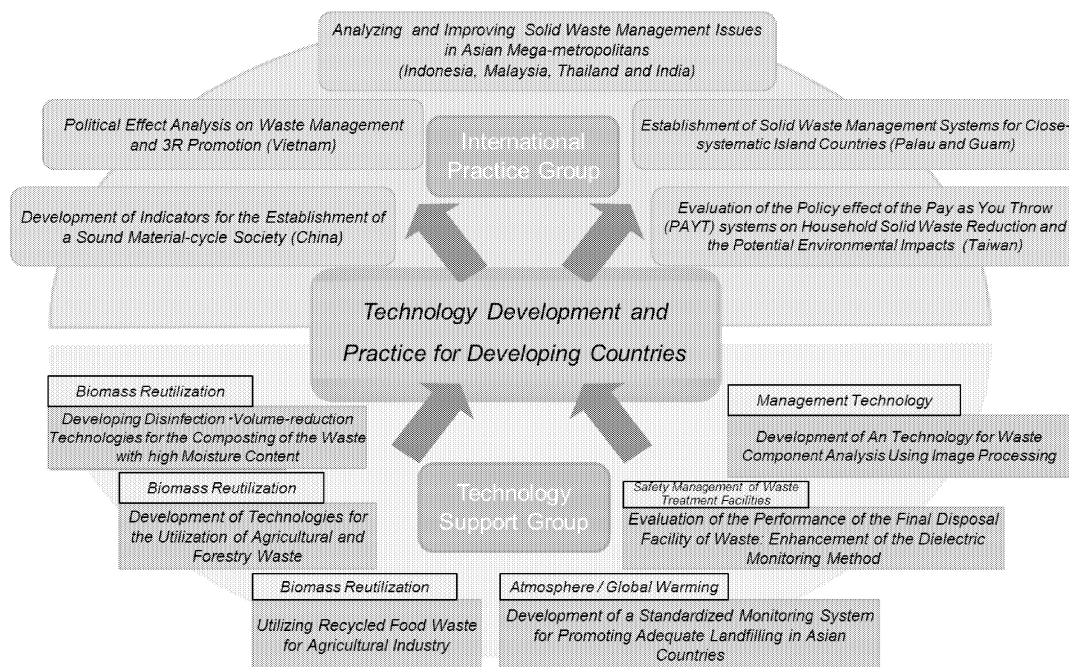 Analyzing and Improving Solid Waste Management Issues
in Asian Mega-metropolitans
(Indonesia, Malaysia, Thailand and India)
Political Effect Analysis on Waste Management
and 3R Promotion (Vietnam)
International
Practice Group
Establishment of Solid Waste Management Systems for Close-
systematic Island Countries (Palau and Guam)
Development of Indicators for the Establishment of
a Sound Material-cycle Society (China)
Evaluation of the Policy effect of the Pay as You Throw
(PAYT) systems on Household Solid Waste Reduction and
the Potential Environmental Impacts (Taiwan)
Technology Development and
Practice for Developing Countries
Biomass Reutilization
Developing Disinfection ・Volume-reduction
Technologies for the Composting of the Waste
with high Moisture Content
Management Technology
Development of An Technology for Waste
Component Analysis Using Image Processing
Biomass Reutilization
Development of Technologies for
the Utilization of Agricultural and
Forestry Waste
Technology
Support Group
Safety Management of Waste
Treatment Facilities
Evaluation of the Performance of the Final Disposal
Facility of Waste: Enhancement of the Dielectric
Monitoring Method
Biomass Reutilization
Utilizing Recycled Food Waste
for Agricultural Industry
Atmosphere / Global Warming
Development of a Standardized Monitoring System
for Promoting Adequate Landfilling in Asian
Countries